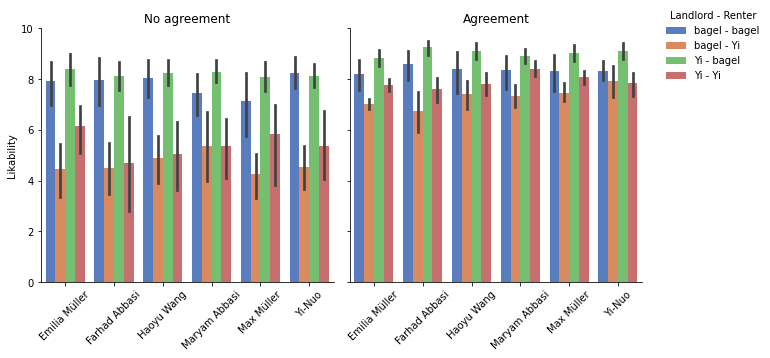 No agreement
Agreement
Landlord - Renter
bagel - bagel
bagel - Yi
Yi - bagel
Yi - Yi
Likability
10
8
6
4
2
0
Emilia Müller
Farhad Abbasi
Haoyu Wang
Maryam Abbasi
Max Müller
Yi-Nuo
Emilia Müller
Farhad Abbasi
Haoyu Wang
Maryam Abbasi
Max Müller
Yi-Nuo